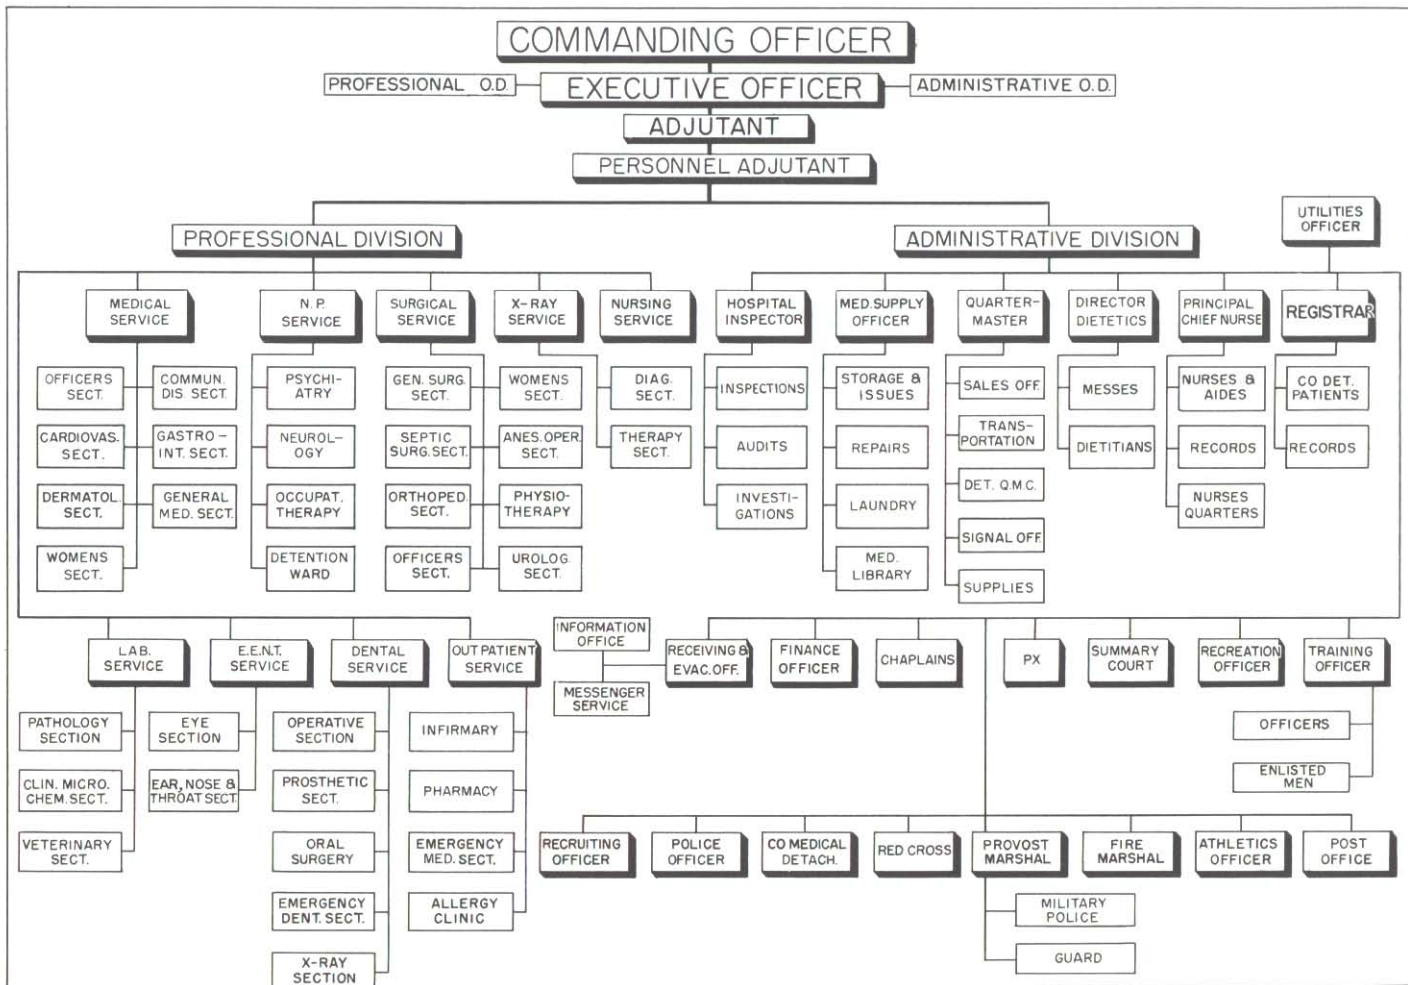 COMMANDING OFFICER
PROFESSIONAL O.D.
EXECUTIVE OFFICER
ADMINISTRATIVE O.D.
ADJUTANT
PERSONNEL ADJUTANT
UTILITIES
OFFICER
PROFESSIONAL DIVISION
ADMINISTRATIVE DIVISION
MEDICAL
SERVICE
N.P.
SERVICE
SURGICAL
SERVICE
X-RAY
SERVICE
NURSING
SERVICE
HOSPITAL
INSPECTOR
MED. SUPPLY
OFFICER
QUARTER-
MASTER
DIRECTOR
DIETETICS
PRINCIPAL
CHIEF NURSE
REGISTRAR
OFFICERS
SECT.
COMMUN.
DIS. SECT.
CARDIOVAS.
SECT.
GASTRO-
INT. SECT.
DERMATOL.
SECT.
GENERAL
MED. SECT.
WOMENS
SECT.
PSYCHI-
ATRY
NEUROL-
OGY
OCCUPAT.
THERAPY
DETENTION
WARD
GEN. SURG.
SECT.
WOMENS
SECT.
SEPTIC
SURG. SECT.
ANES. OPER.
SECT.
ORTHOPED.
SECT.
PHYSIO-
THERAPY
OFFICERS
SECT.
UROLOG.
SECT.
DIAG.
SECT.
THERAPY
SECT.
INSPECTIONS
AUDITS
INVESTI-
GATIONS
STORAGE &
ISSUES
REPAIRS
LAUNDRY
MED.
LIBRARY
SALES OFF.
TRANS-
PORTATION
DET. Q.M.C.
SIGNAL OFF.
SUPPLIES
MESSES
DIETITIANS
NURSES &
AIDES
RECORDS
NURSES
QUARTERS
CO DET.
PATIENTS
RECORDS
LAB.
SERVICE
E.E.N.T.
SERVICE
DENTAL
SERVICE
OUT PATIENT
SERVICE
INFORMATION
OFFICE
MESSENGER
SERVICE
RECEIVING &
EVAC. OFF.
FINANCE
OFFICER
CHAPLAINS
PX
SUMMARY
COURT
RECREATION
OFFICER
TRAINING
OFFICER
PATHOLOGY
SECTION
CLIN. MICRO.
CHEM. SECT.
VETERINARY
SECT.
EYE
SECTION
EAR, NOSE &
THROAT SECT.
OPERATIVE
SECTION
PROSTHETIC
SECT.
ORAL
SURGERY
EMERGENCY
DENT. SECT.
X-RAY
SECTION
INFIRMARY
PHARMACY
EMERGENCY
MED. SECT.
ALLERGY
CLINIC
OFFICERS
ENLISTED
MEN
RECRUITING
OFFICER
POLICE
OFFICER
CO MEDICAL
DETACH.
RED CROSS
PROVOST
MARSHAL
FIRE
MARSHAL
ATHLETICS
OFFICER
POST
OFFICE
MILITARY
POLICE
GUARD